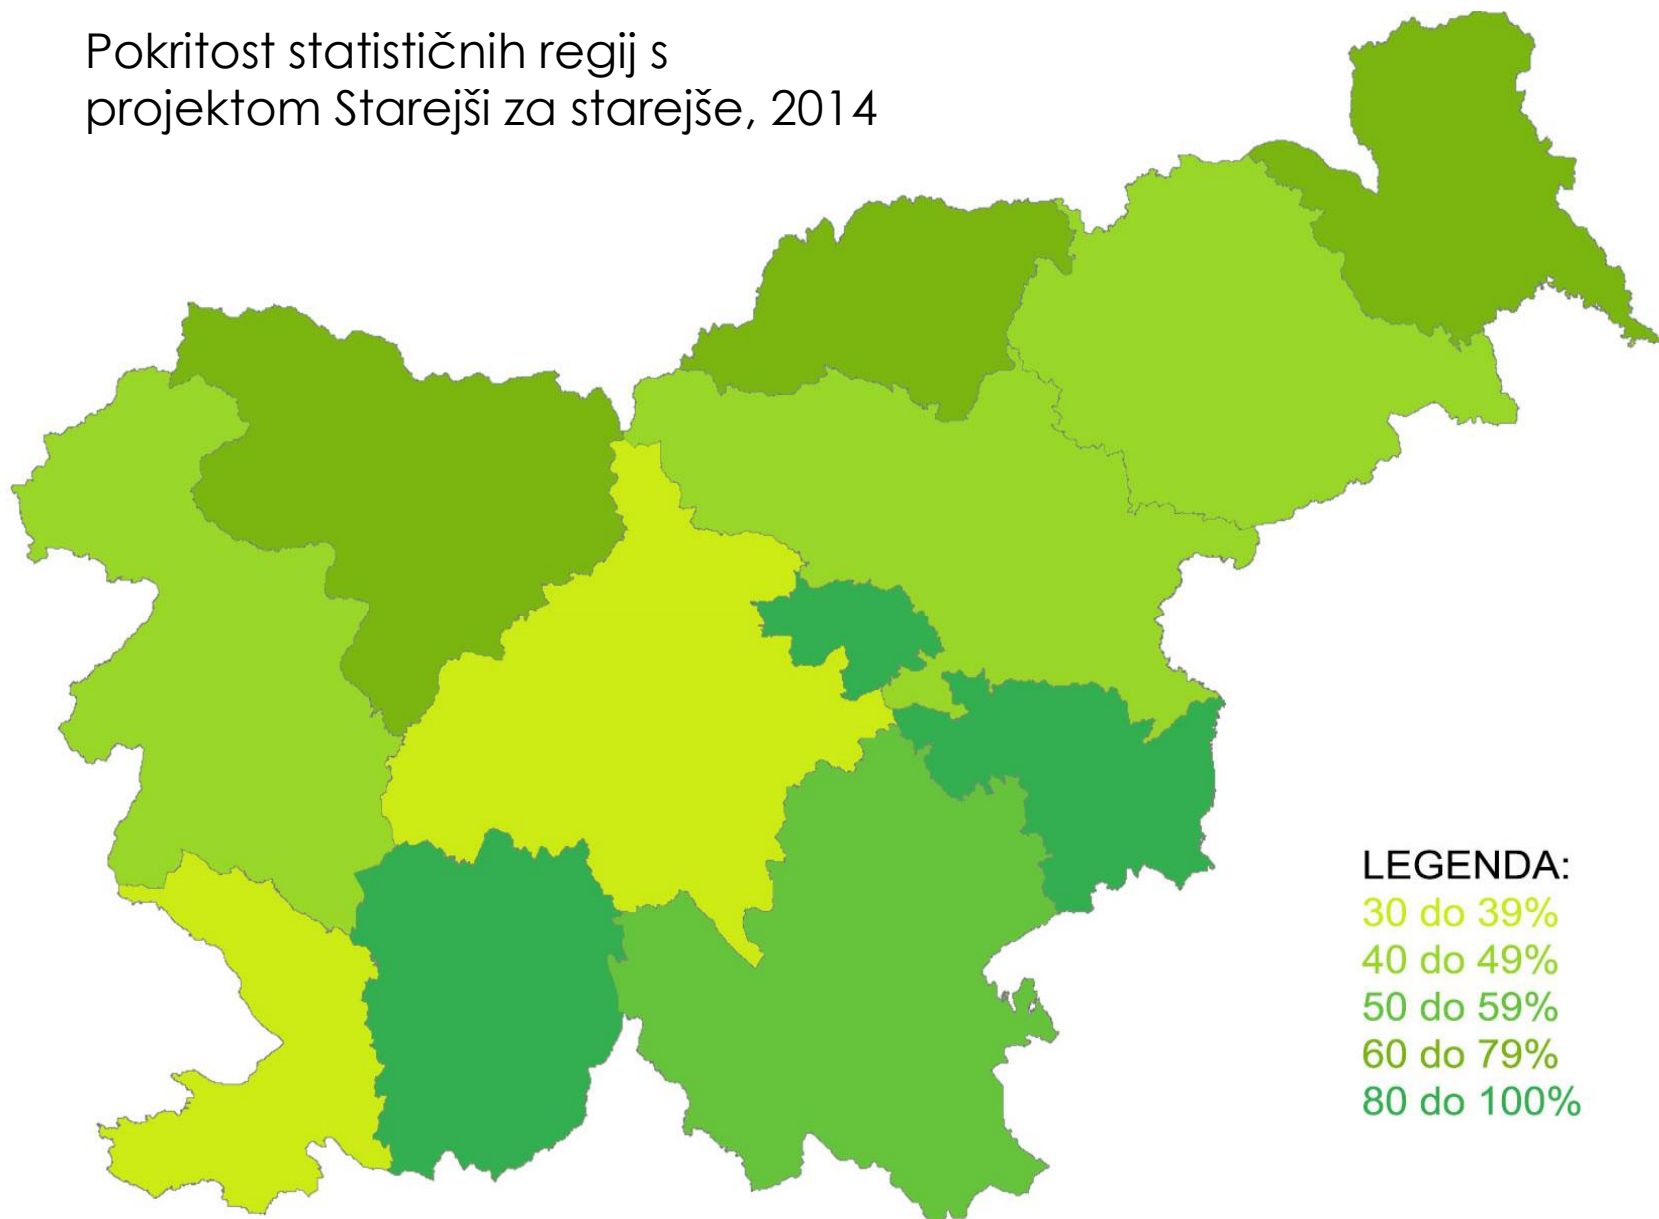 Pokritost statističnih regij s
projektom Starejši za starejše, 2014
LEGENDA:
30 do 39%
40 do 49%
50 do 59%
60 do 79%
80 do 100%